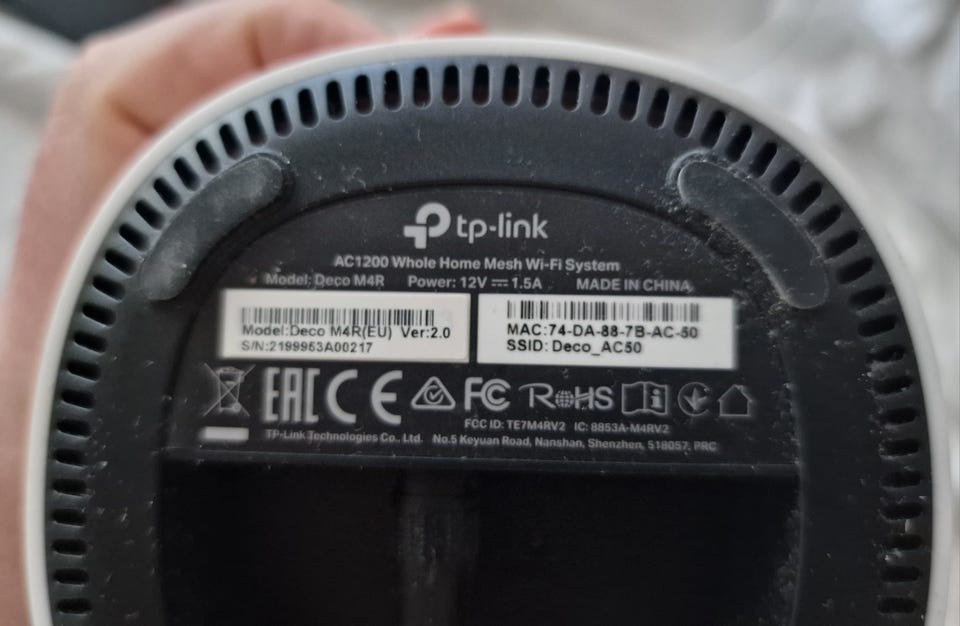 tp-link
AC1200 Whole Home Mesh Wi-Fi System
Model: Deco M4R Power: 12V⎓1.5A MADE IN CHINA
Model:Deco M4R(EU) Ver:2.0
S/N:2199953A00217
MAC:74-DA-88-7B-AC-50
SSID: Deco_AC50
EAC CE FC RoHS
FCC ID: TE7M4RV2 IC: 8853A-M4RV2
TP-Link Technologies Co., Ltd. No.5 Keyuan Road, Nanshan, Shenzhen, 518057, PRC